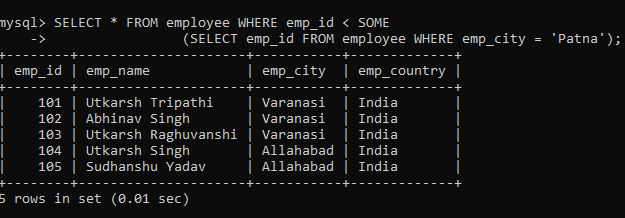 mysql> SELECT * FROM employee WHERE emp_id < SOME
    ->                (SELECT emp_id FROM employee WHERE emp_city = 'Patna');
+--------+---------------------+-----------+-------------+
| emp_id | emp_name            | emp_city  | emp_country |
+--------+---------------------+-----------+-------------+
|    101 | Utkarsh Tripathi    | Varanasi  | India       |
|    102 | Abhinav Singh       | Varanasi  | India       |
|    103 | Utkarsh Raghuvanshi | Varanasi  | India       |
|    104 | Utkarsh Singh       | Allahabad | India       |
|    105 | Sudhanshu Yadav     | Allahabad | India       |
+--------+---------------------+-----------+-------------+
5 rows in set (0.01 sec)